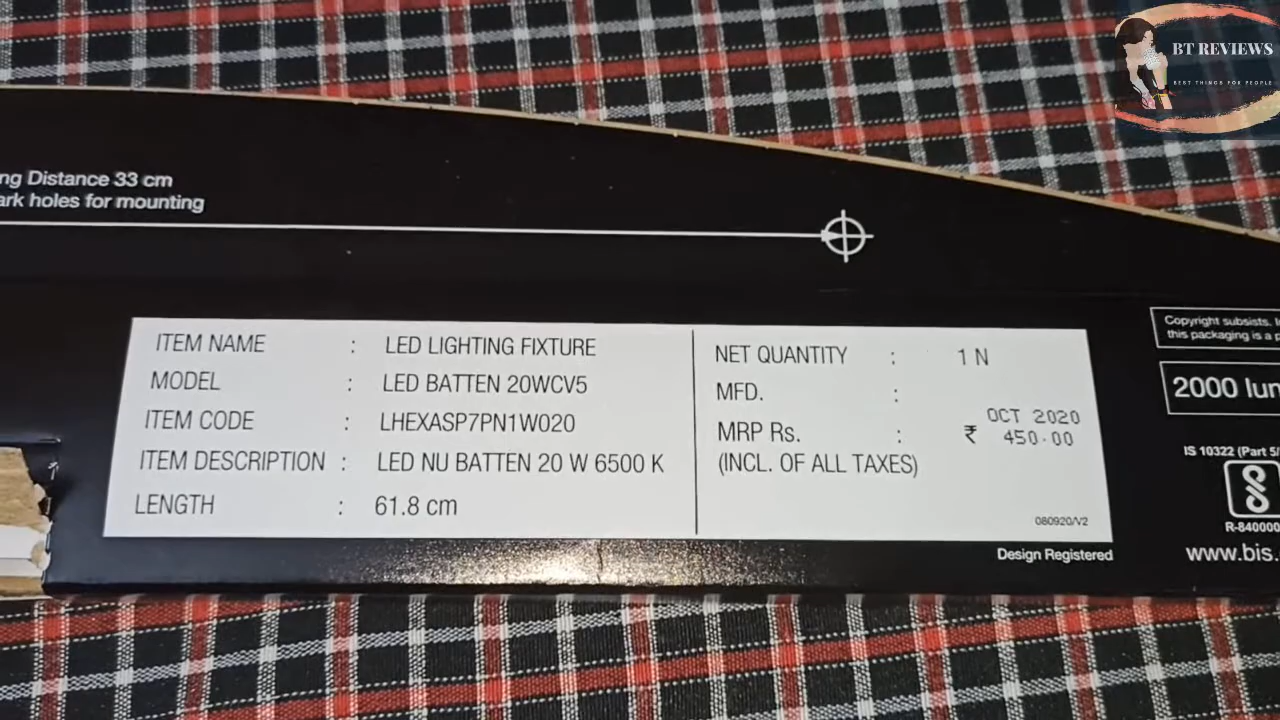 BT REVIEWS
BEST THINGS FOR PEOPLE
ng Distance 33 cm
ark holes for mounting
ITEM NAME : LED LIGHTING FIXTURE
MODEL : LED BATTEN 20WCV5
ITEM CODE : LHEXASP7PN1W020
ITEM DESCRIPTION : LED NU BATTEN 20 W 6500 K
LENGTH : 61.8 cm
NET QUANTITY : 1 N
MFD. : OCT 2020
MRP Rs. : ₹ 450.00
(INCL. OF ALL TAXES)
080920/V2
Design Registered
Copyright subsists.
this packaging is a
2000 lu
IS 10322 (Part 5/
R-840000
www.bis.